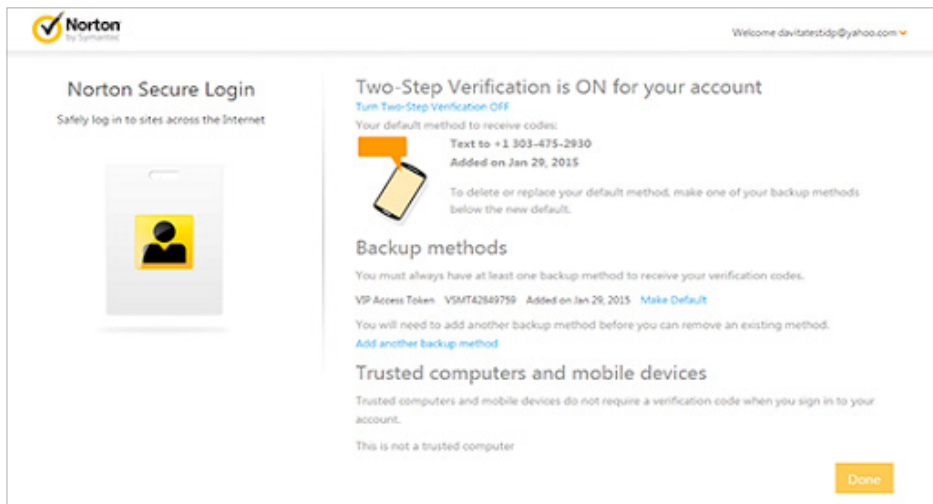 Norton
by Symantec
Welcome davitatestidp@yahoo.com
Norton Secure Login
Safely log in to sites across the Internet
Two-Step Verification is ON for your account
Turn Two-Step Verification OFF
Your default method to receive codes:
Text to +1 303-475-2930
Added on Jan 29, 2015
To delete or replace your default method, make one of your backup methods
below the new default.
Backup methods
You must always have at least one backup method to receive your verification codes.
VIP Access Token VSMT42849759 Added on Jan 29, 2015 Make Default
You will need to add another backup method before you can remove an existing method.
Add another backup method
Trusted computers and mobile devices
Trusted computers and mobile devices do not require a verification code when you sign in to your
account.
This is not a trusted computer
Done